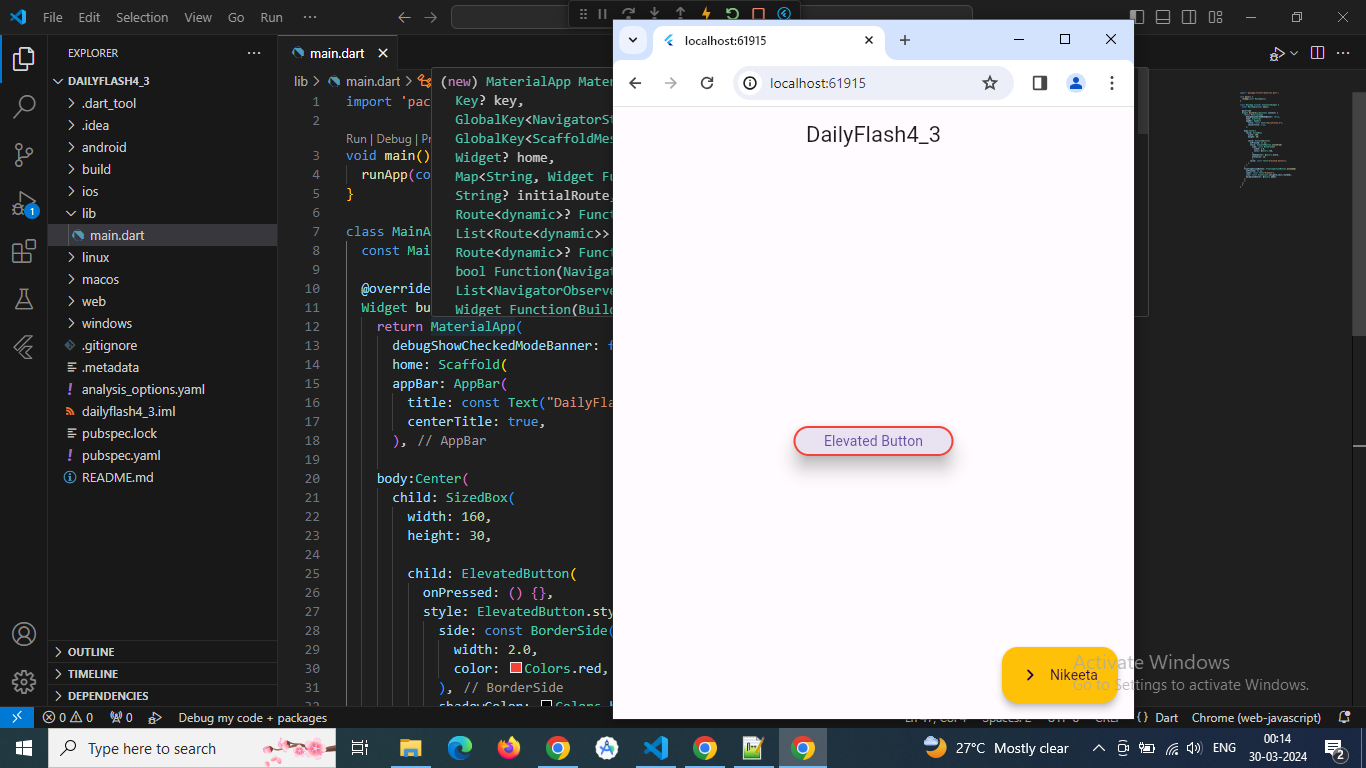 File Edit Selection View Go Run ···
EXPLORER ···
DAILYFLASH4_3
.dart_tool
.idea
android
build
ios
lib
main.dart
linux
macos
web
windows
.gitignore
.metadata
analysis_options.yaml
dailyflash4_3.iml
pubspec.lock
pubspec.yaml
README.md
OUTLINE
TIMELINE
DEPENDENCIES
1
main.dart
lib > main.dart >
1 import 'pac
2
Run | Debug | Pr
3 void main()
4 runApp(co
5 }
6
7 class MainA
8 const Mai
9
10 @override
11 Widget bu
12 return MaterialApp(
13 debugShowCheckedModeBanner: f
14 home: Scaffold(
15 appBar: AppBar(
16 title: const Text("DailyFla
17 centerTitle: true,
18 ), // AppBar
19
20 body:Center(
21 child: SizedBox(
22 width: 160,
23 height: 30,
24
25 child: ElevatedButton(
26 onPressed: () {},
27 style: ElevatedButton.sty
28 side: const BorderSide(
29 width: 2.0,
30 color: Colors.red,
31 ), // BorderSide
(new) MaterialApp Mater
Key? key,
GlobalKey<NavigatorSt
GlobalKey<ScaffoldMes
Widget? home,
Map<String, Widget Fu
String? initialRoute,
Route<dynamic>? Funct
List<Route<dynamic>>
Route<dynamic>? Funct
bool Function(Navigat
List<NavigatorObserve
Widget Function(Build
localhost:61915
localhost:61915
DailyFlash4_3
Elevated Button
Nikeeta
Activate Windows
Go to Settings to activate Windows.
0 0 0 Debug my code + packages
{ } Dart Chrome (web-javascript)
Type here to search
27°C Mostly clear
ENG
00:14
30-03-2024
2